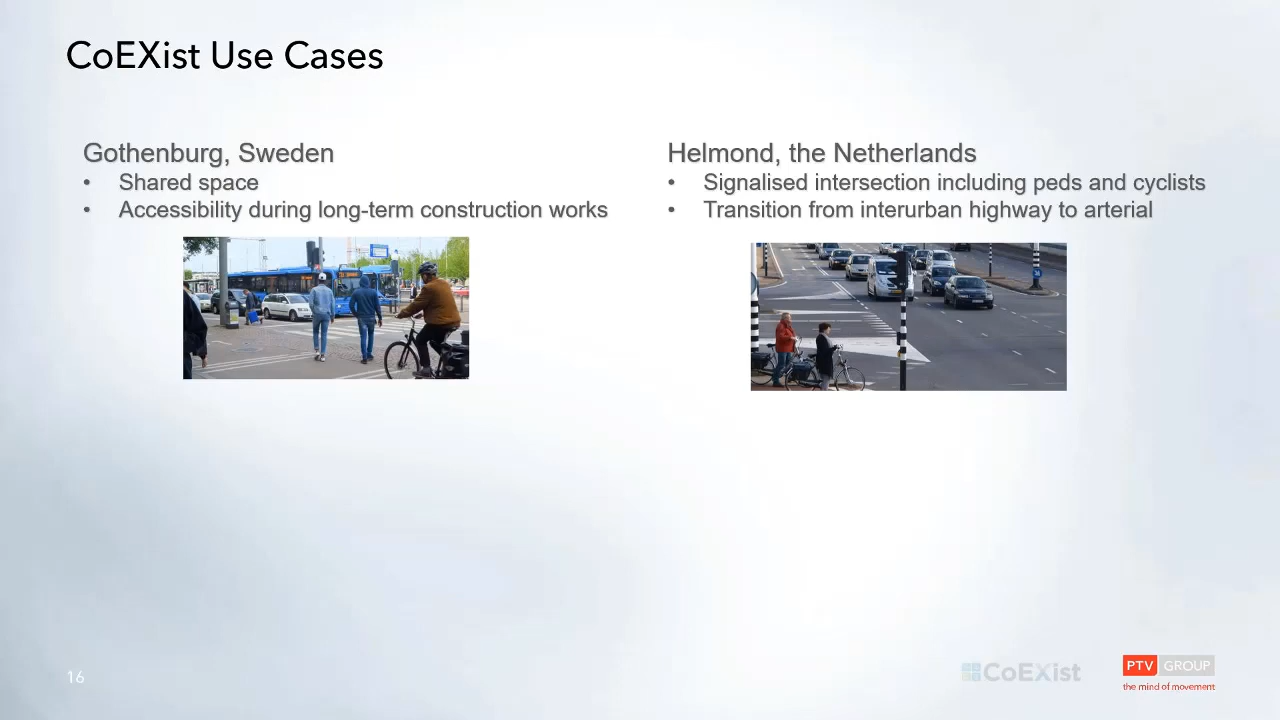 CoEXist Use Cases
Gothenburg, Sweden
• Shared space
• Accessibility during long-term construction works
Helmond, the Netherlands
• Signalised intersection including peds and cyclists
• Transition from interurban highway to arterial
16
CoEXist
PTV GROUP
the mind of movement